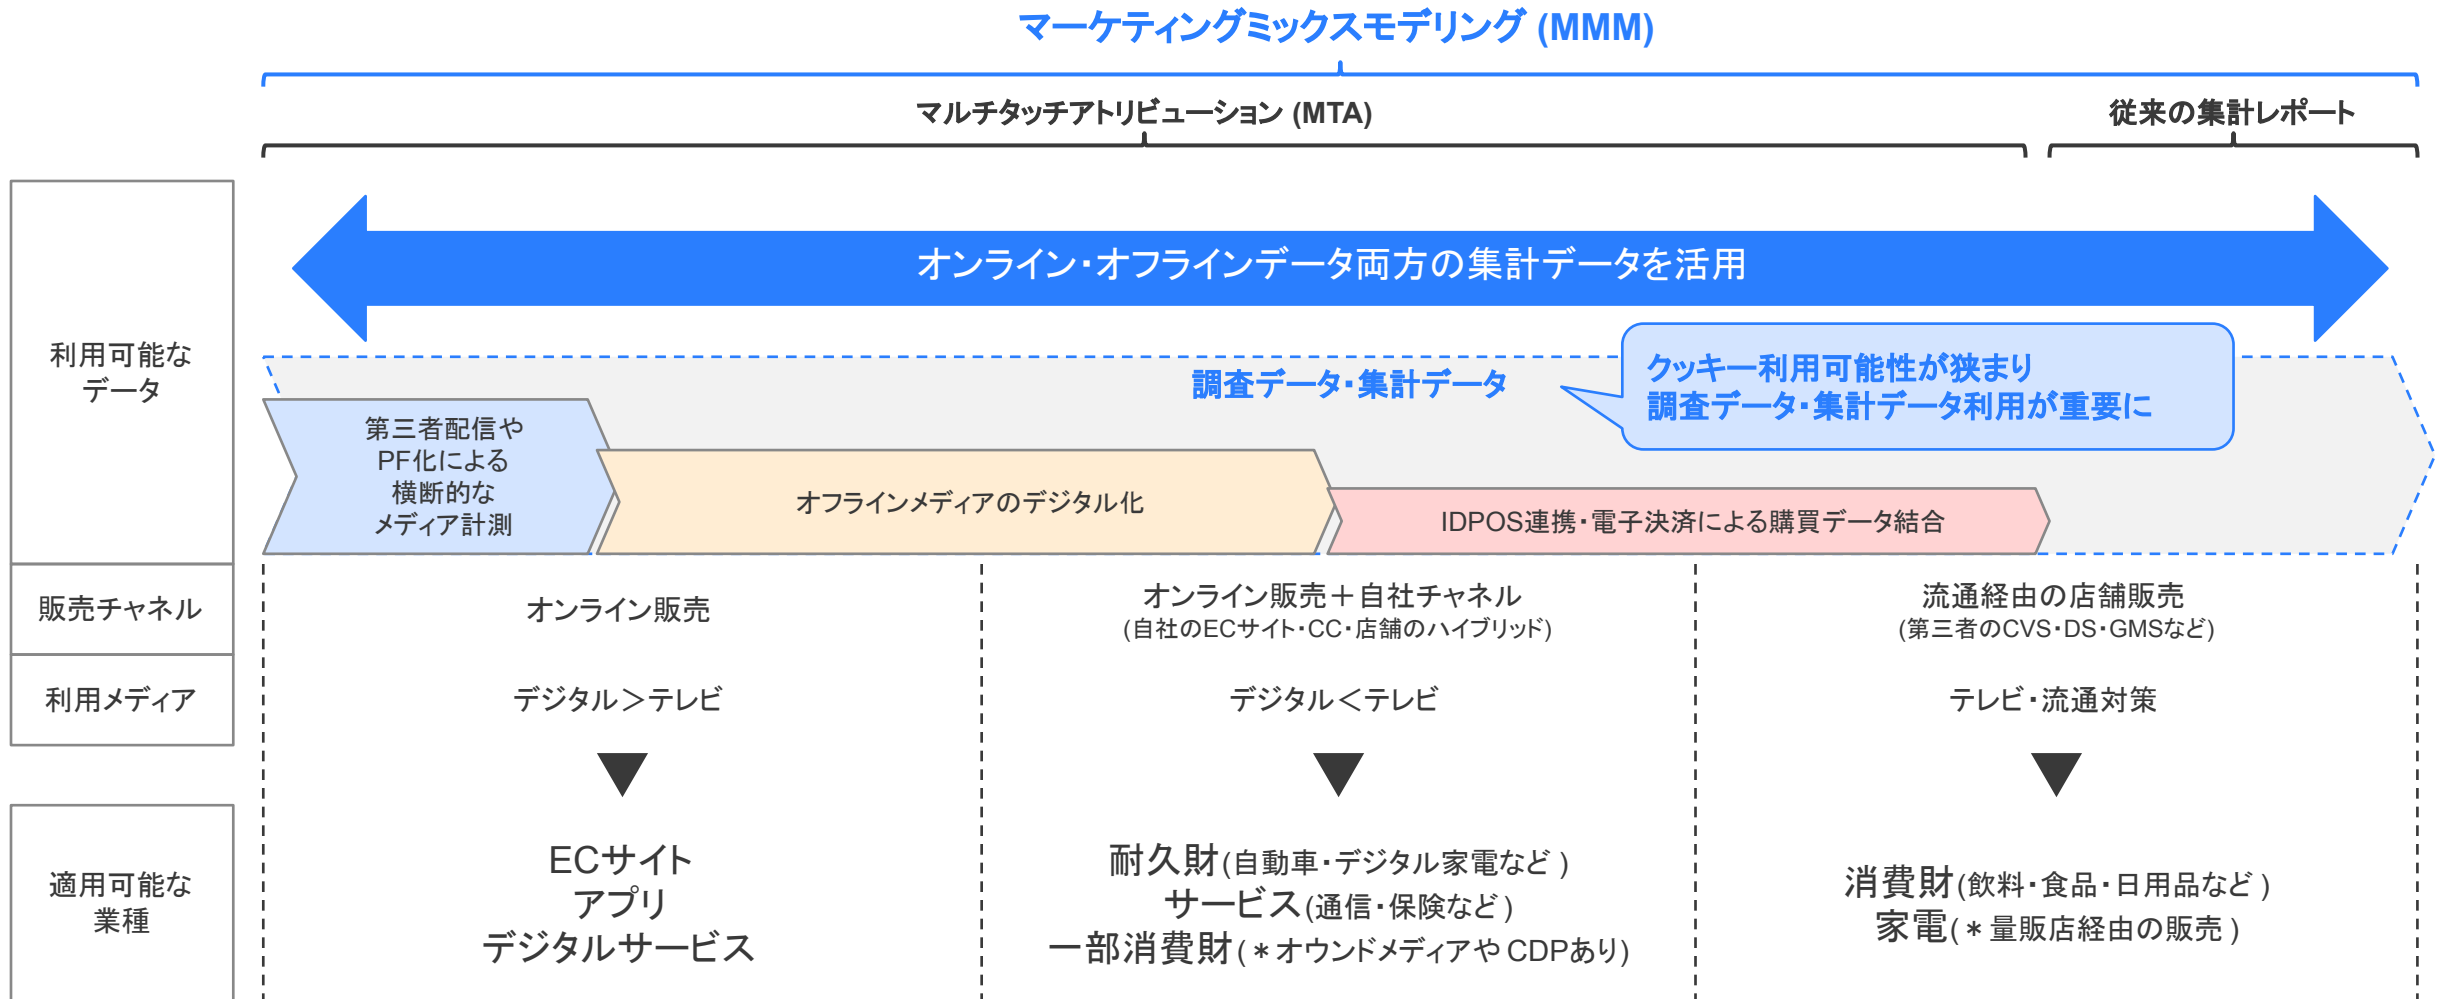 マーケティングミックスモデリング (MMM)
マルチタッチアトリビューション (MTA)
従来の集計レポート
利用可能な
データ
オンライン・オフラインデータ両方の集計データを活用
調査データ・集計データ
クッキー利用可能性が狭まり
調査データ・集計データ利用が重要に
第三者配信や
PF化による
横断的な
メディア計測
オフラインメディアのデジタル化
IDPOS連携・電子決済による購買データ結合
販売チャネル
オンライン販売
オンライン販売＋自社チャネル
(自社のECサイト・CC・店舗のハイブリッド)
流通経由の店舗販売
(第三者のCVS・DS・GMSなど)
利用メディア
デジタル＞テレビ
デジタル＜テレビ
テレビ・流通対策
適用可能な
業種
ECサイト
アプリ
デジタルサービス
耐久財(自動車・デジタル家電など)
サービス(通信・保険など)
一部消費財(＊オウンドメディアやCDPあり)
消費財(飲料・食品・日用品など)
家電(＊量販店経由の販売)